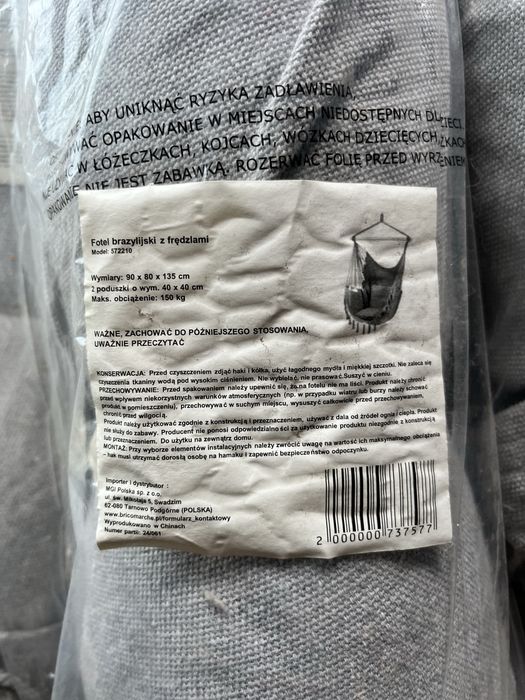 ABY UNIKNĄĆ RYZYKA ZADŁAWIENIA,
OPAKOWANIE W MIEJSCACH NIEDOSTĘPNYCH
W ŁÓŻECZKACH, KOJCACH, WÓZKACH DZIECIĘCYCH,
OPAKOWANIE NIE JEST ZABAWKĄ. ROZERWAĆ FOLIĘ PRZED
Fotel brazylijski z frędzlami
Model: 572210
Wymiary: 90 x 80 x 135 cm
2 poduszki o wym. 40 x 40 cm
Maks. obciążenie: 150 kg
WAŻNE, ZACHOWAĆ DO PÓŹNIEJSZEGO STOSOWANIA,
UWAŻNIE PRZECZYTAĆ
KONSERWACJA: Przed czyszczeniem zdjąć haki i kółka, użyć łagodnego mydła i miękkiej szczotki. Nie zaleca się
czyszczenia tkaniny wodą pod wysokim ciśnieniem. Nie wybielać, nie prasować. Suszyć w cieniu.
PRZECHOWYWANIE: Przed spakowaniem należy upewnić się, że na fotelu nie ma liści. Produkt należy chronić
przed wpływem niekorzystnych warunków atmosferycznych (np. w przypadku wiatru lub burzy należy schować
produkt w pomieszczeniu), przechowywać w suchym miejscu, wysuszyć całkowicie przed przechowywaniem,
chronić przed wilgocią.
Produkt należy użytkować zgodnie z konstrukcją i przeznaczeniem, używać z dala od źródeł ognia i ciepła. Produkt
nie służy do zabawy. Producent nie ponosi odpowiedzialności za użytkowanie produktu niezgodnie z konstrukcją
lub przeznaczeniem. Do użytku na zewnątrz domu.
MONTAŻ: Przy wyborze elementów instalacyjnych należy zwrócić uwagę na wartość ich maksymalnego obciążenia
- hak musi utrzymać dorosłą osobę na hamaku i zapewnić bezpieczeństwo odpoczynku.
Importer i dystrybutor :
MGI Polska sp. z o.o.
ul. św. Mikołaja 5, Swadzim
62-080 Tarnowo Podgórne (POLSKA)
www.bricomarche.pl/formularz_kontaktowy
Wyprodukowano w Chinach
Numer partii: 24/061
2 000000 737577